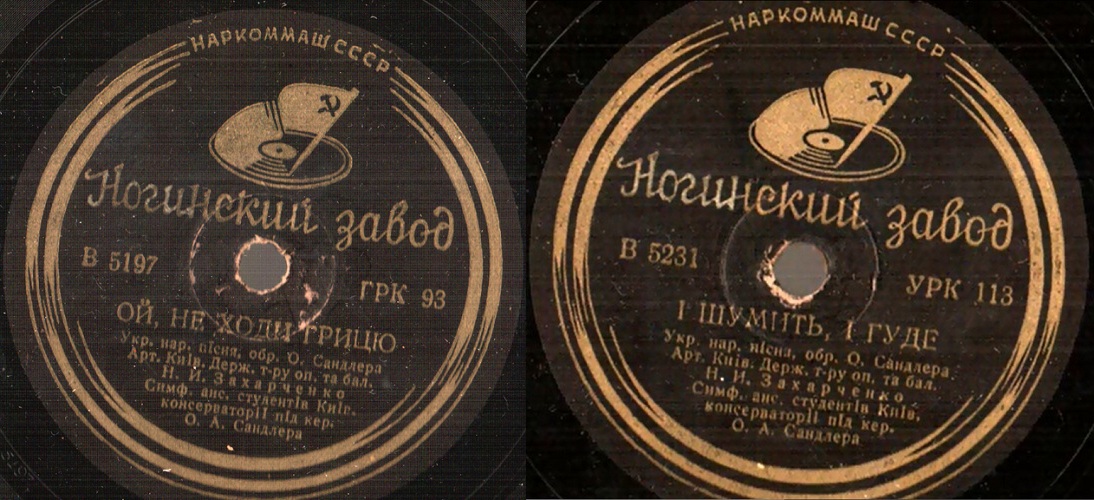 НАРКОММАШ СССР
Ногинский завод
В 5197
ГРК 93
ОЙ, НЕ ХОДИ ГРИЦЮ
Укр. нар. пісня, обр. О. Сандлера
Арт. Київ. Держ. т-ру оп. та бал.
Н. И. Захарченко
Симф. анс. студентів Київ.
консерваторії під кер.
О. А. Сандлера
НАРКОММАШ СССР
Ногинский завод
В 5231
УРК 113
І ШУМИТЬ, І ГУДЕ
Укр. нар. пісня, обр. О. Сандлера
Арт. Київ. Держ. т-ру оп. та бал.
Н. И. Захарченко
Симф. анс. студентів Київ.
консерваторії під кер.
О. А. Сандлера